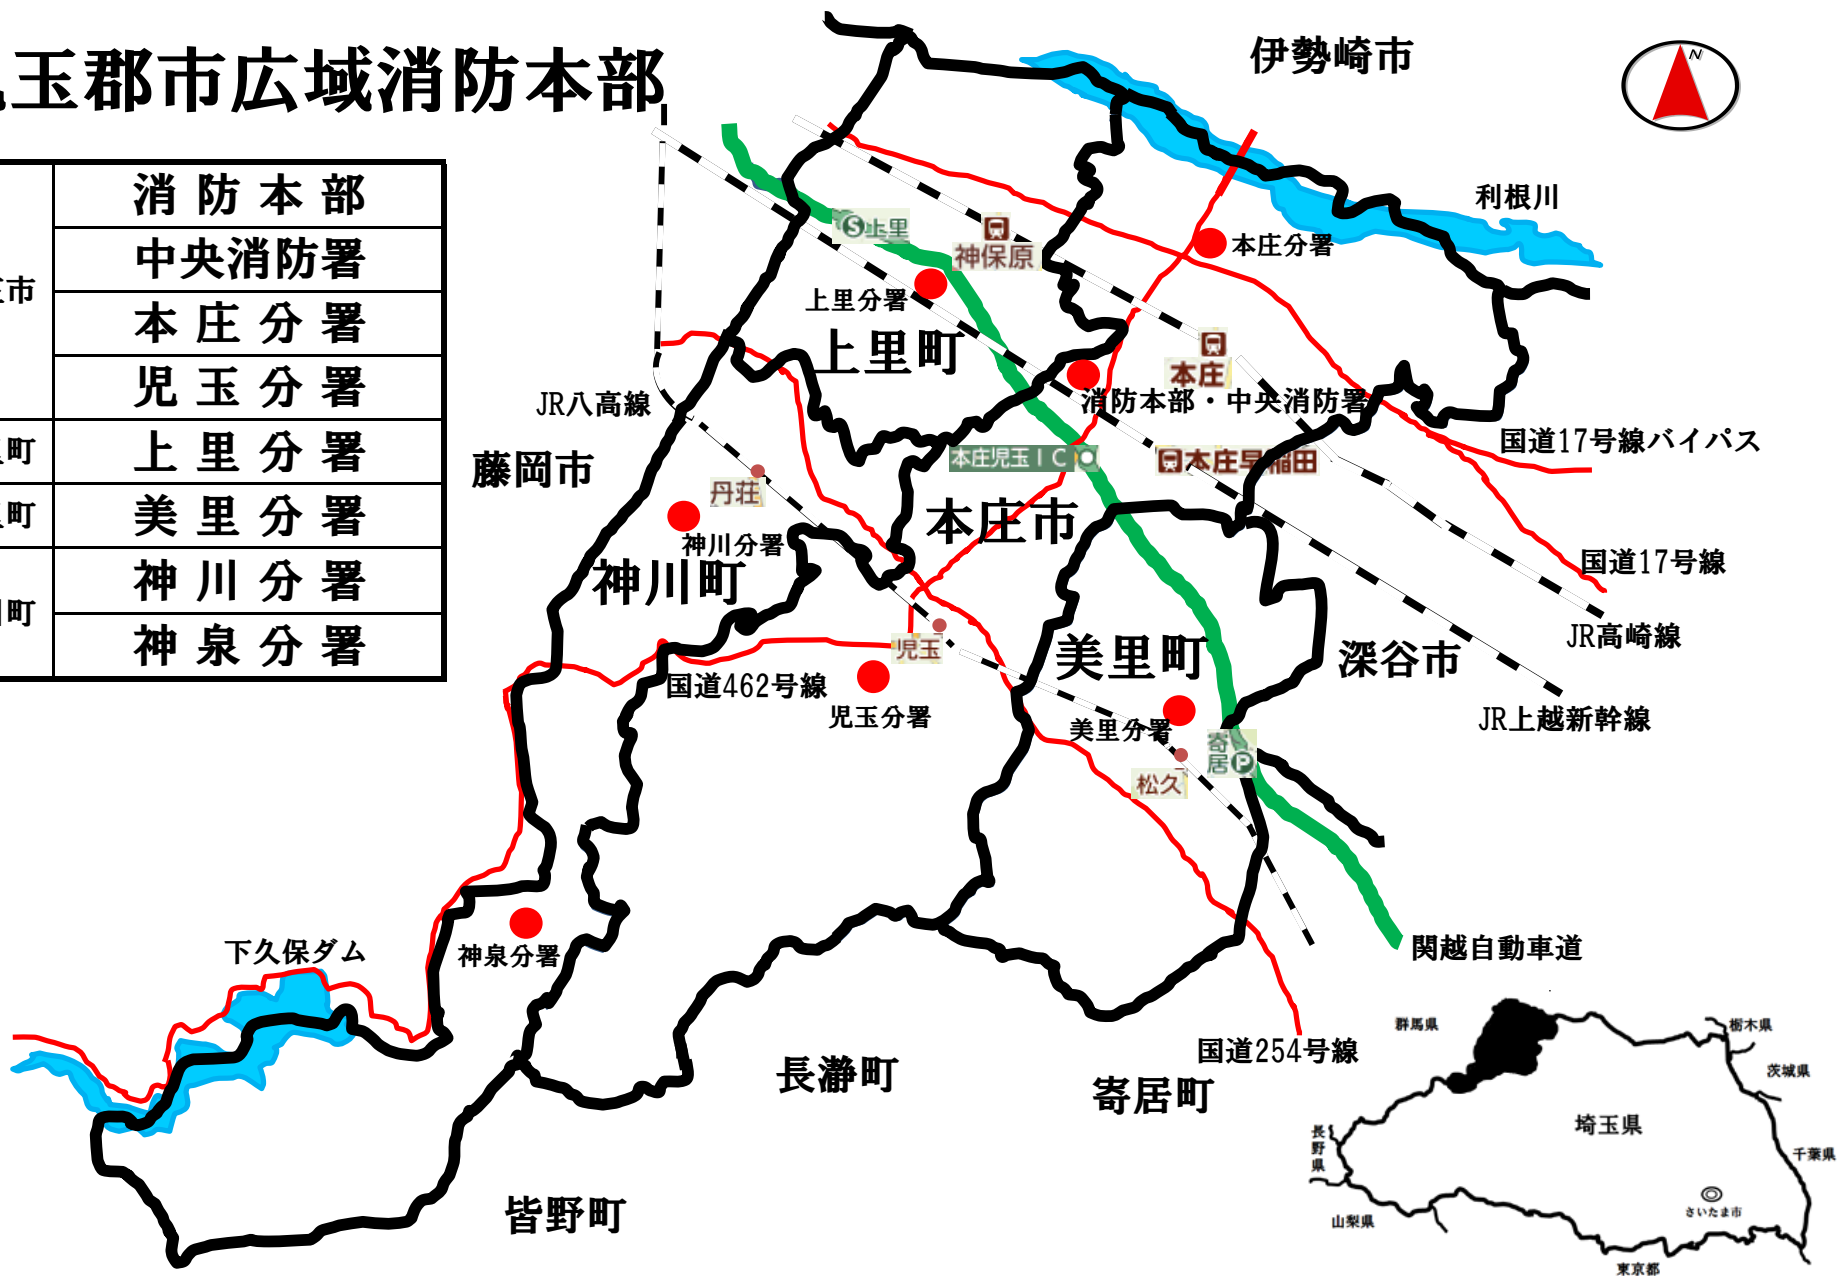 玉郡市広域消防本部
伊勢崎市
N
消防本部
市
中央消防署
本庄分署
児玉分署
町
上里分署
町
美里分署
町
神川分署
神泉分署
利根川
S上里
神保原
本庄分署
上里分署
上里町
本庄
JR八高線
消防本部・中央消防署
国道17号線バイパス
藤岡市
本庄児玉IC
本庄早稲田
丹荘
本庄市
神川分署
国道17号線
神川町
JR高崎線
児玉
美里町
深谷市
国道462号線
児玉分署
美里分署
JR上越新幹線
寄居P
松久
下久保ダム
神泉分署
関越自動車道
国道254号線
長瀞町
寄居町
皆野町
群馬県
栃木県
茨城県
埼玉県
長野県
千葉県
さいたま市
山梨県
東京都